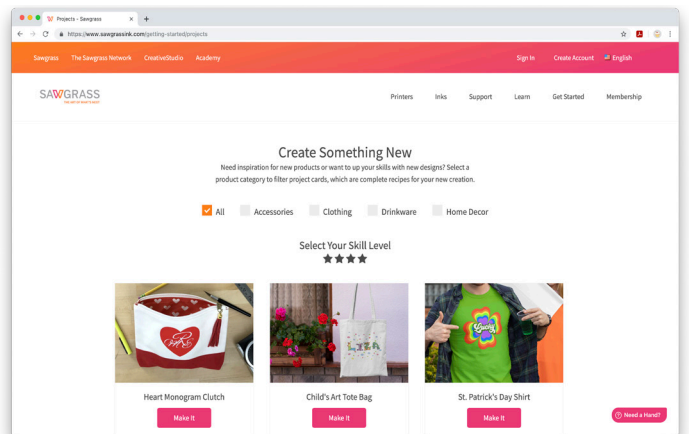 Projects - Sawgrass
https://www.sawgrassink.com/getting-started/projects
Sawgrass The Sawgrass Network CreativeStudio Academy Sign In Create Account English
SAWGRASS
Printers Inks Support Learn Get Started Membership
Create Something New
Need inspiration for new products or want to up your skills with new designs? Select a
product category to filter project cards, which are complete recipes for your new creation.
All Accessories Clothing Drinkware Home Decor
Select Your Skill Level
LIZA
Lucky
Heart Monogram Clutch Child's Art Tote Bag St. Patrick's Day Shirt
Make It Make It Make It
Need a Hand?